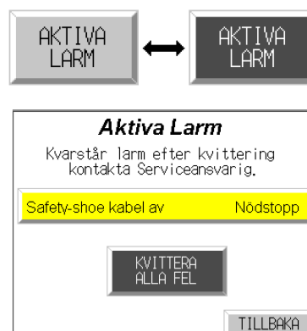 AKTIVA LARM
AKTIVA LARM
Aktiva Larm
Kvarstår larm efter kvittering
kontakta Serviceansvarig.
Safety-shoe kabel av Nödstopp
KVITTERA
ALLA FEL
TILLBAKA